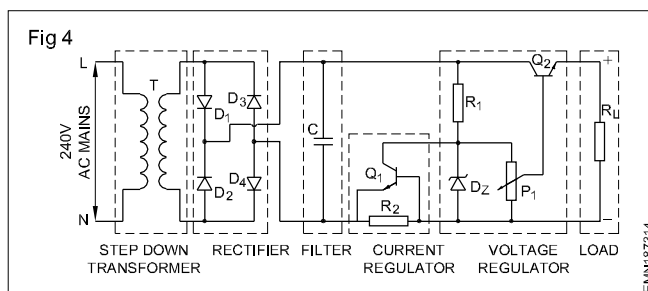 Fig 4
L
T
D1
D3
D2
D4
240V
AC MAINS
N
C
Q1
R2
R1
DZ
P1
Q2
+
RL
–
STEP DOWN
TRANSFORMER
RECTIFIER
FILTER
CURRENT
REGULATOR
VOLTAGE
REGULATOR
LOAD